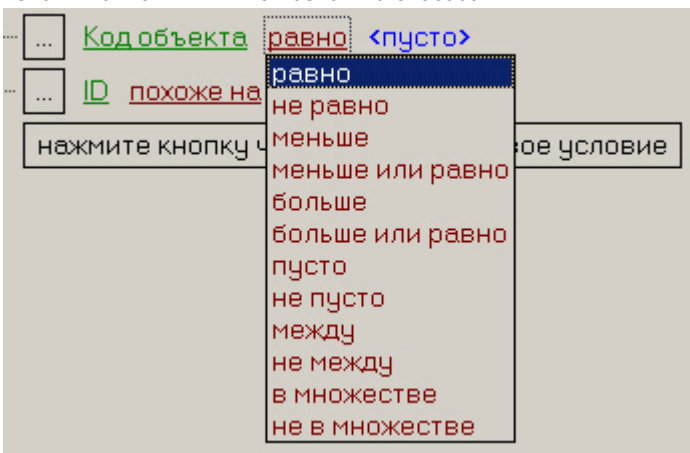 ... Код объекта равно <пусто>
... ID похоже на
нажмите кнопку ое условие
равно
не равно
меньше
меньше или равно
больше
больше или равно
пусто
не пусто
между
не между
в множестве
не в множестве